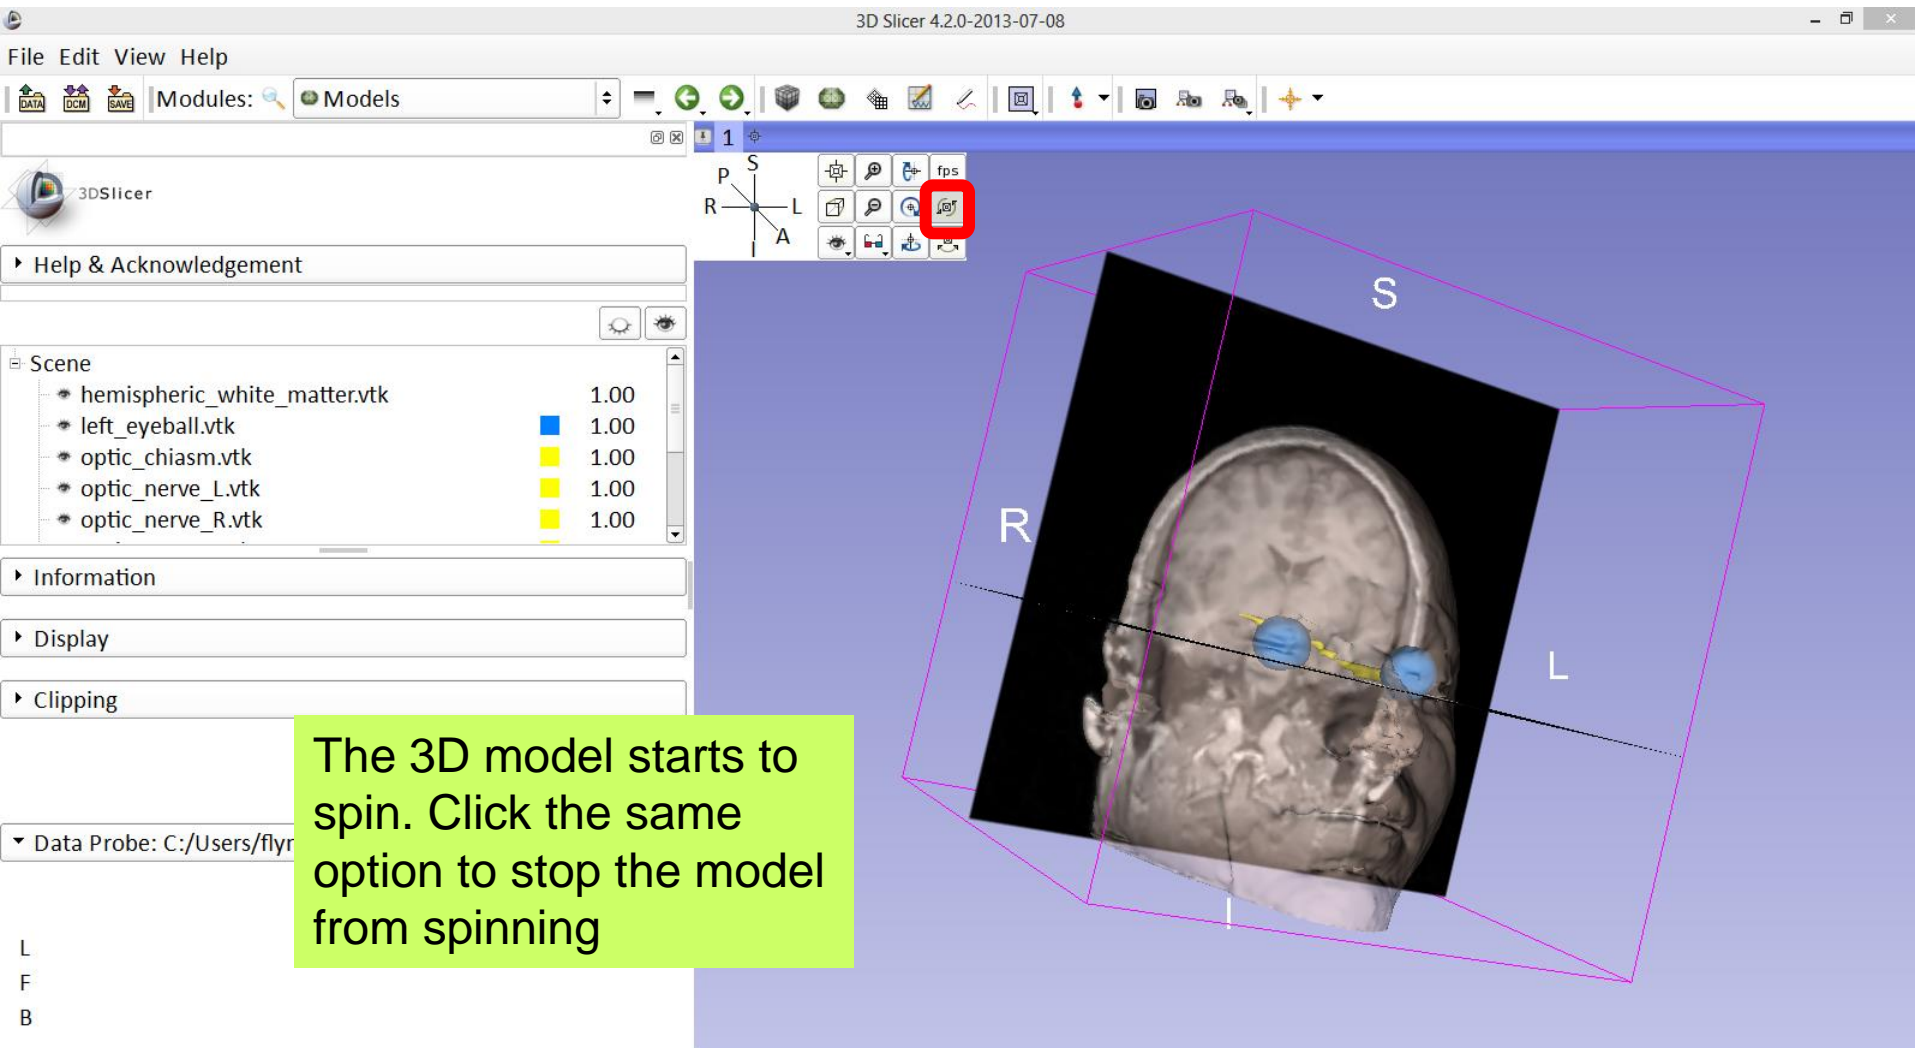 3D Slicer 4.2.0-2013-07-08
File Edit View Help
DATA DCM SAVE Modules: Models
1
S
P
R L
A
I
fps
3DSlicer
Help & Acknowledgement
Scene
hemispheric_white_matter.vtk 1.00
left_eyeball.vtk 1.00
optic_chiasm.vtk 1.00
optic_nerve_L.vtk 1.00
optic_nerve_R.vtk 1.00
Information
Display
Clipping
Data Probe: C:/Users/flyn
L
F
B
The 3D model starts to
spin. Click the same
option to stop the model
from spinning
S
R
L
I